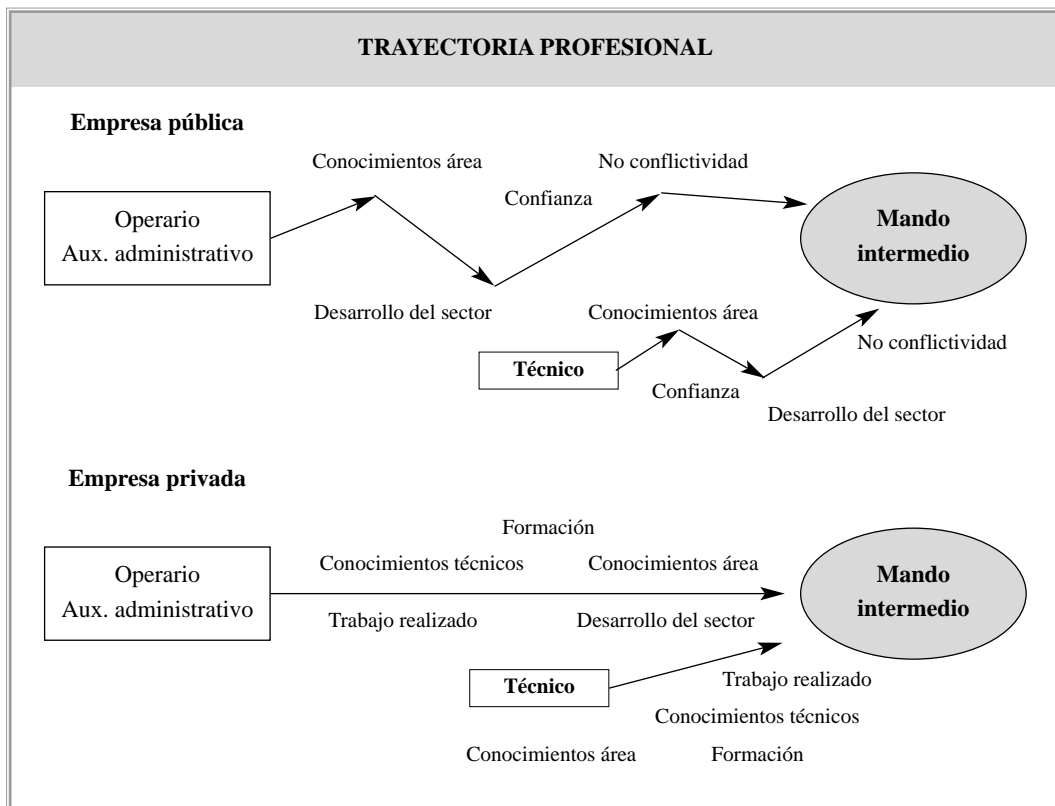 TRAYECTORIA PROFESIONAL
Empresa pública
Conocimientos área
No conflictividad
Confianza
Operario
Aux. administrativo
Mando
intermedio
Desarrollo del sector
Conocimientos área
No conflictividad
Técnico
Confianza
Desarrollo del sector
Empresa privada
Formación
Conocimientos técnicos
Conocimientos área
Operario
Aux. administrativo
Mando
intermedio
Trabajo realizado
Desarrollo del sector
Técnico
Trabajo realizado
Conocimientos técnicos
Conocimientos área
Formación